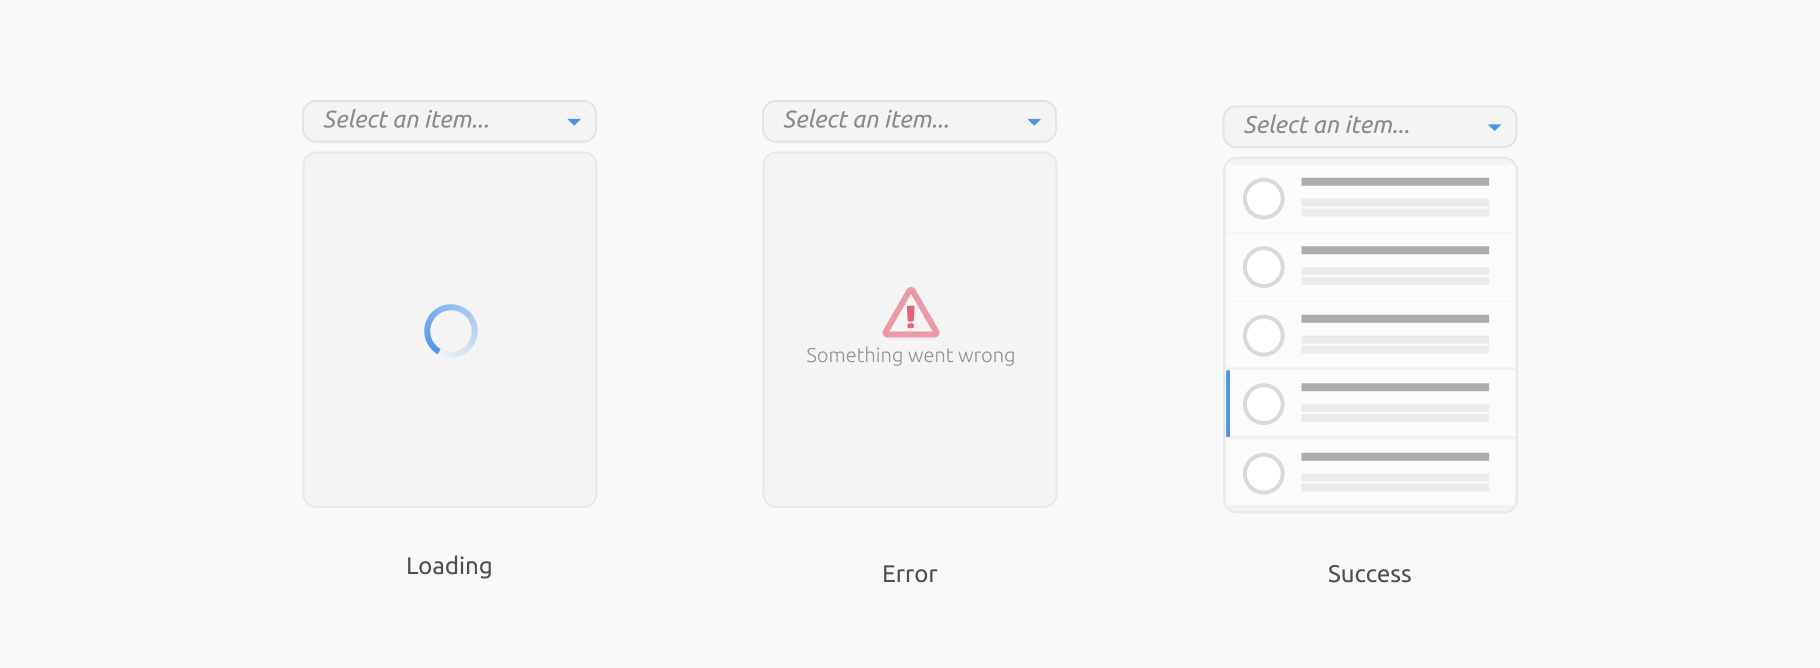 Select an item...
Select an item...
Select an item...
Something went wrong
Loading
Error
Success